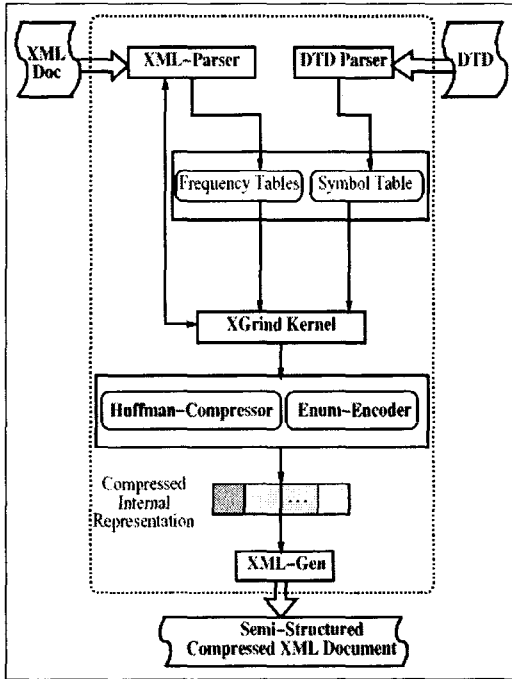 XML
Doc
XML-Parser
DTD Parser
DTD
Frequency Tables
Symbol Table
XGrind Kernel
Huffman-Compressor
Enum-Encoder
Compressed
Internal
Representation
...
XML-Gen
Semi-Structured
Compressed XML Document